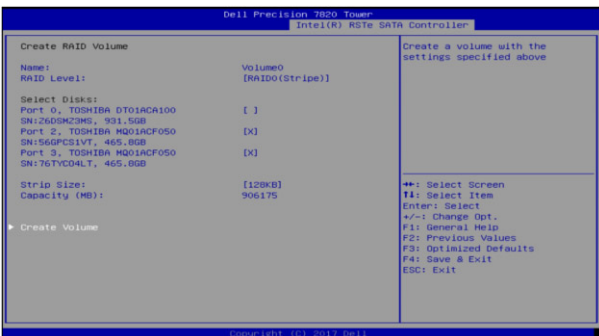 Dell Precision 7820 Tower
Intel(R) RSTe SATA Controller
Create RAID Volume
Name: Volume0
RAID Level: [RAID0(Stripe)]
Select Disks:
Port 0, TOSHIBA DT01ACA100 [ ]
SN:Z6DSMZ3MS, 931.5GB
Port 2, TOSHIBA MQ01ACF050 [X]
SN:56GPCS1VT, 465.8GB
Port 3, TOSHIBA MQ01ACF050 [X]
SN:76TYC04LT, 465.8GB
Strip Size: [128KB]
Capacity (MB): 906175
▶ Create Volume
Create a volume with the
settings specified above
→←: Select Screen
↑↓: Select Item
Enter: Select
+/-: Change Opt.
F1: General Help
F2: Previous Values
F3: Optimized Defaults
F4: Save & Exit
ESC: Exit
Copyright (C) 2017 Dell